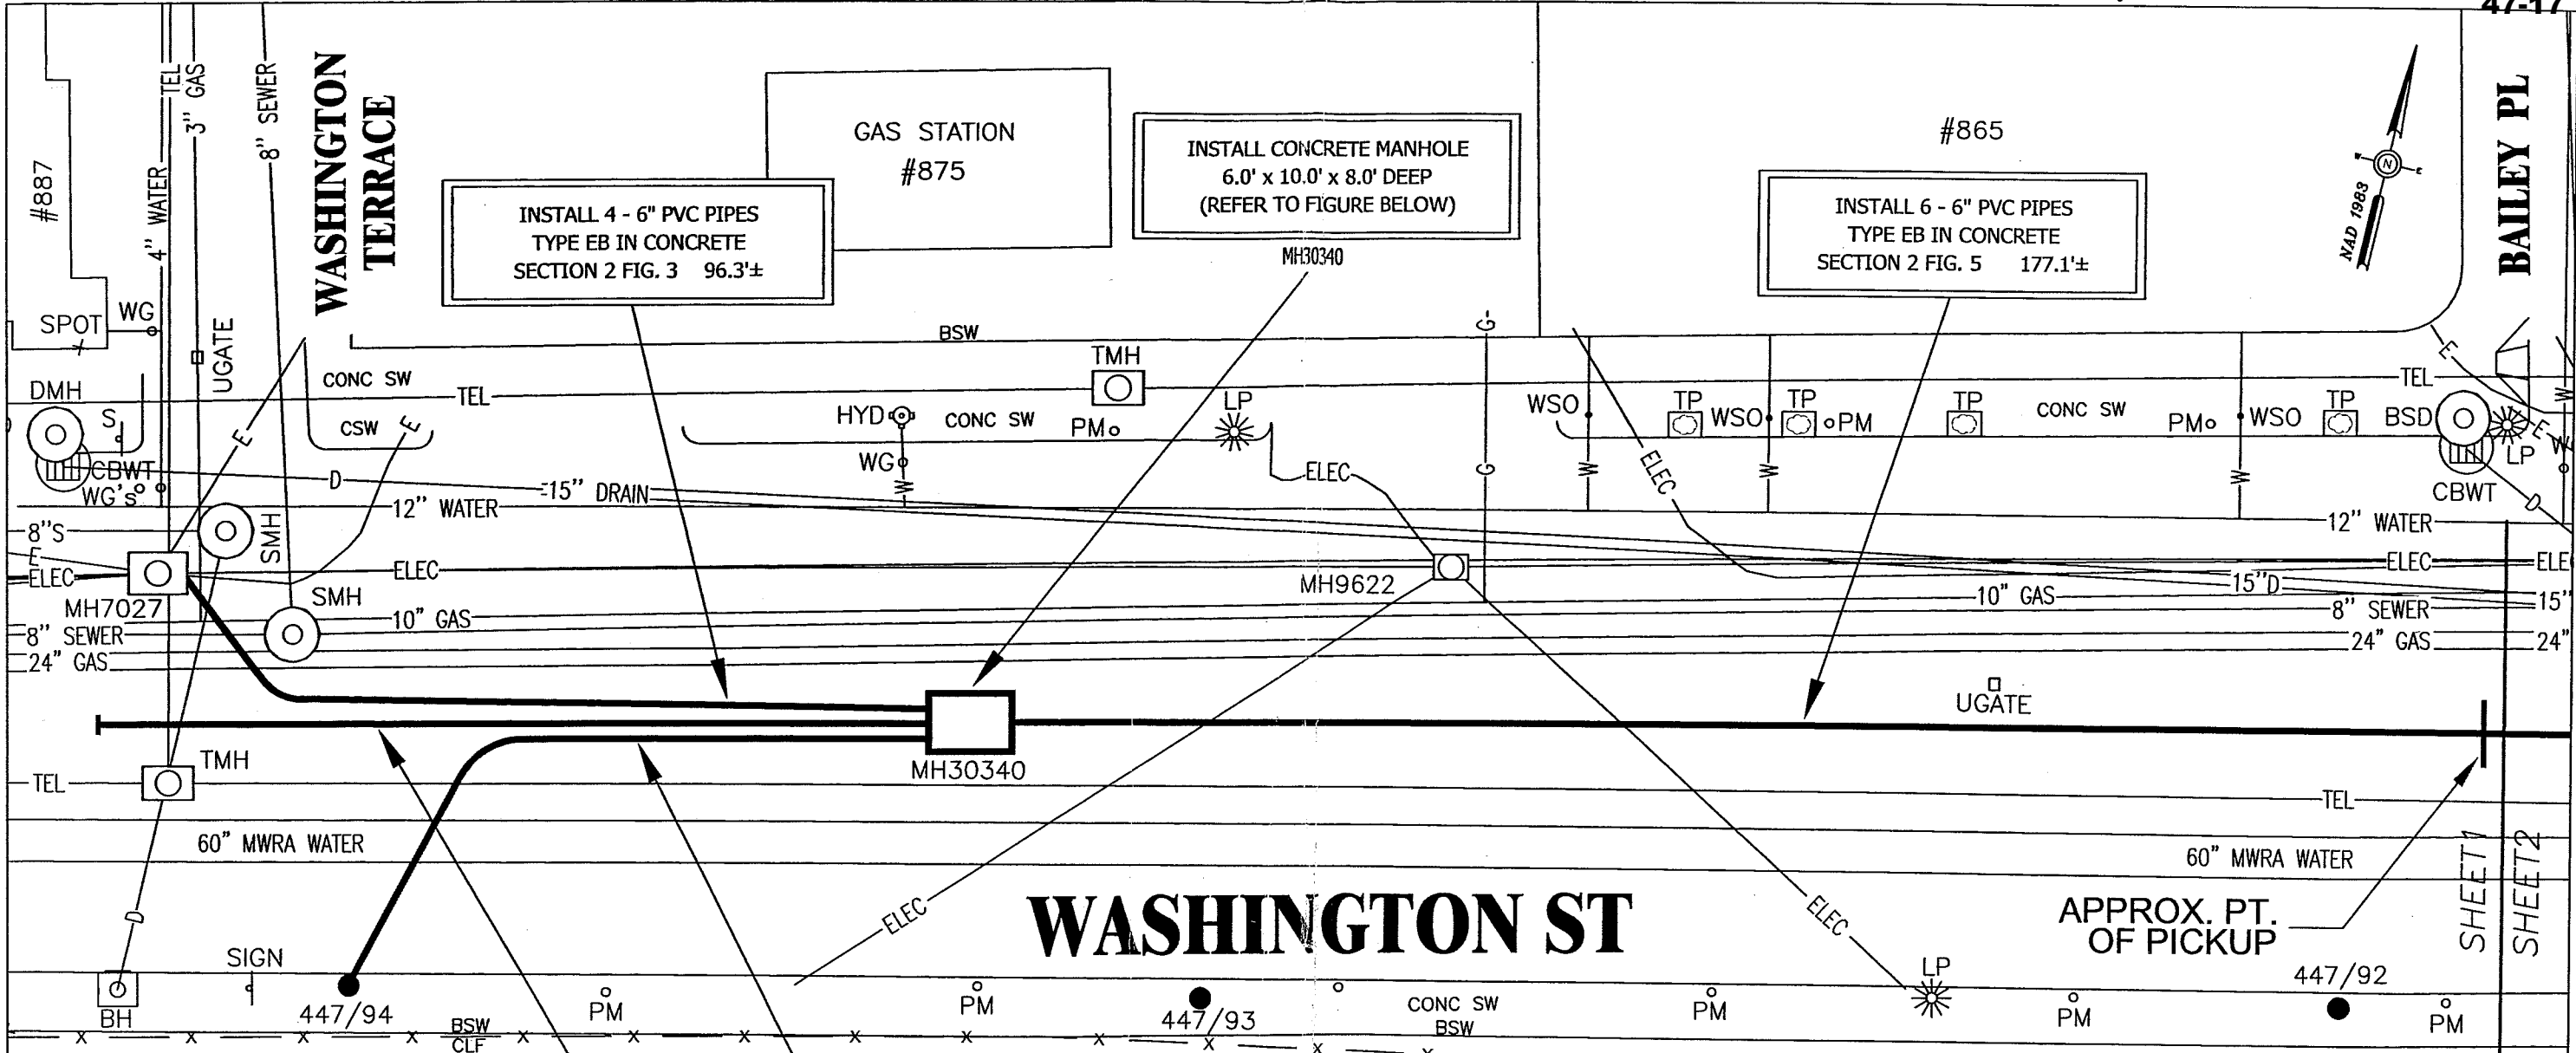 47-17
WASHINGTON
TERRACE
BAILEY PL
#887
4" WATER
TEL
3" GAS
8" SEWER
GAS STATION
#875
#865
INSTALL 4 - 6" PVC PIPES
TYPE EB IN CONCRETE
SECTION 2 FIG. 3 96.3'±
INSTALL CONCRETE MANHOLE
6.0' x 10.0' x 8.0' DEEP
(REFER TO FIGURE BELOW)
MH30340
INSTALL 6 - 6" PVC PIPES
TYPE EB IN CONCRETE
SECTION 2 FIG. 5 177.1'±
N
E
NAD 1983
SPOT
WG
UGATE
BSW
G
CONC SW
TEL
TMH
TEL
E
W
DMH
S
E
CSW
E
HYD
CONC SW
PM
LP
WSO
TP
WSO
TP
PM
TP
CONC SW
PM
WSO
TP
BSD
E
LP
W
CBWT
WG's
D
15" DRAIN
WG
W
ELEC
G
W
ELEC
W
W
CBWT
D
12" WATER
12" WATER
8"S
SMH
E
ELEC
ELEC
MH7027
MH9622
ELEC
ELE
15"D
15"
SMH
10" GAS
10" GAS
8" SEWER
8" SEWER
24" GAS
24" GAS
24"
UGATE
TMH
MH30340
TEL
TEL
60" MWRA WATER
60" MWRA WATER
D
ELEC
WASHINGTON ST
ELEC
APPROX. PT.
OF PICKUP
SHEET1
SHEET2
BH
SIGN
447/94
PM
PM
447/93
CONC SW
PM
LP
PM
447/92
PM
BSW
BSW
CLF
X X X X X X X X X X X X X